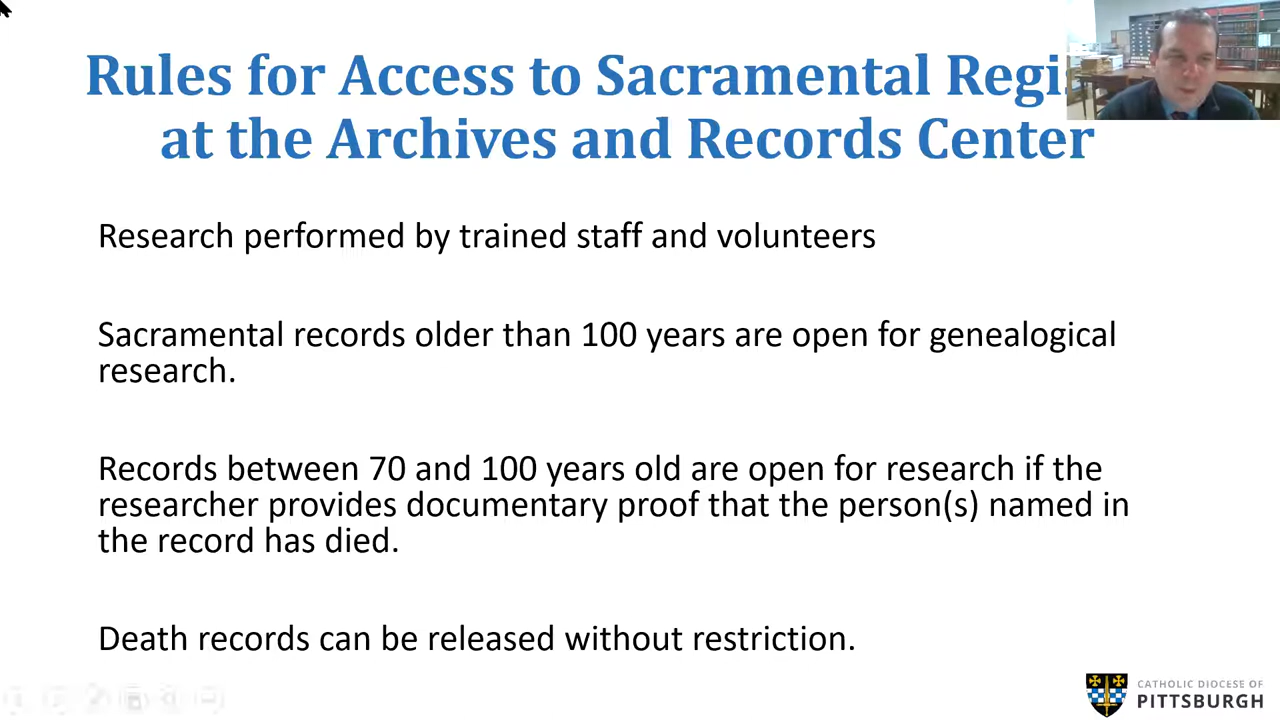 Rules for Access to Sacramental
at the Archives and Records Center
Research performed by trained staff and volunteers
Sacramental records older than 100 years are open for genealogical
research.
Records between 70 and 100 years old are open for research if the
researcher provides documentary proof that the person(s) named in
the record has died.
Death records can be released without restriction.
CATHOLIC DIOCESE OF
PITTSBURGH